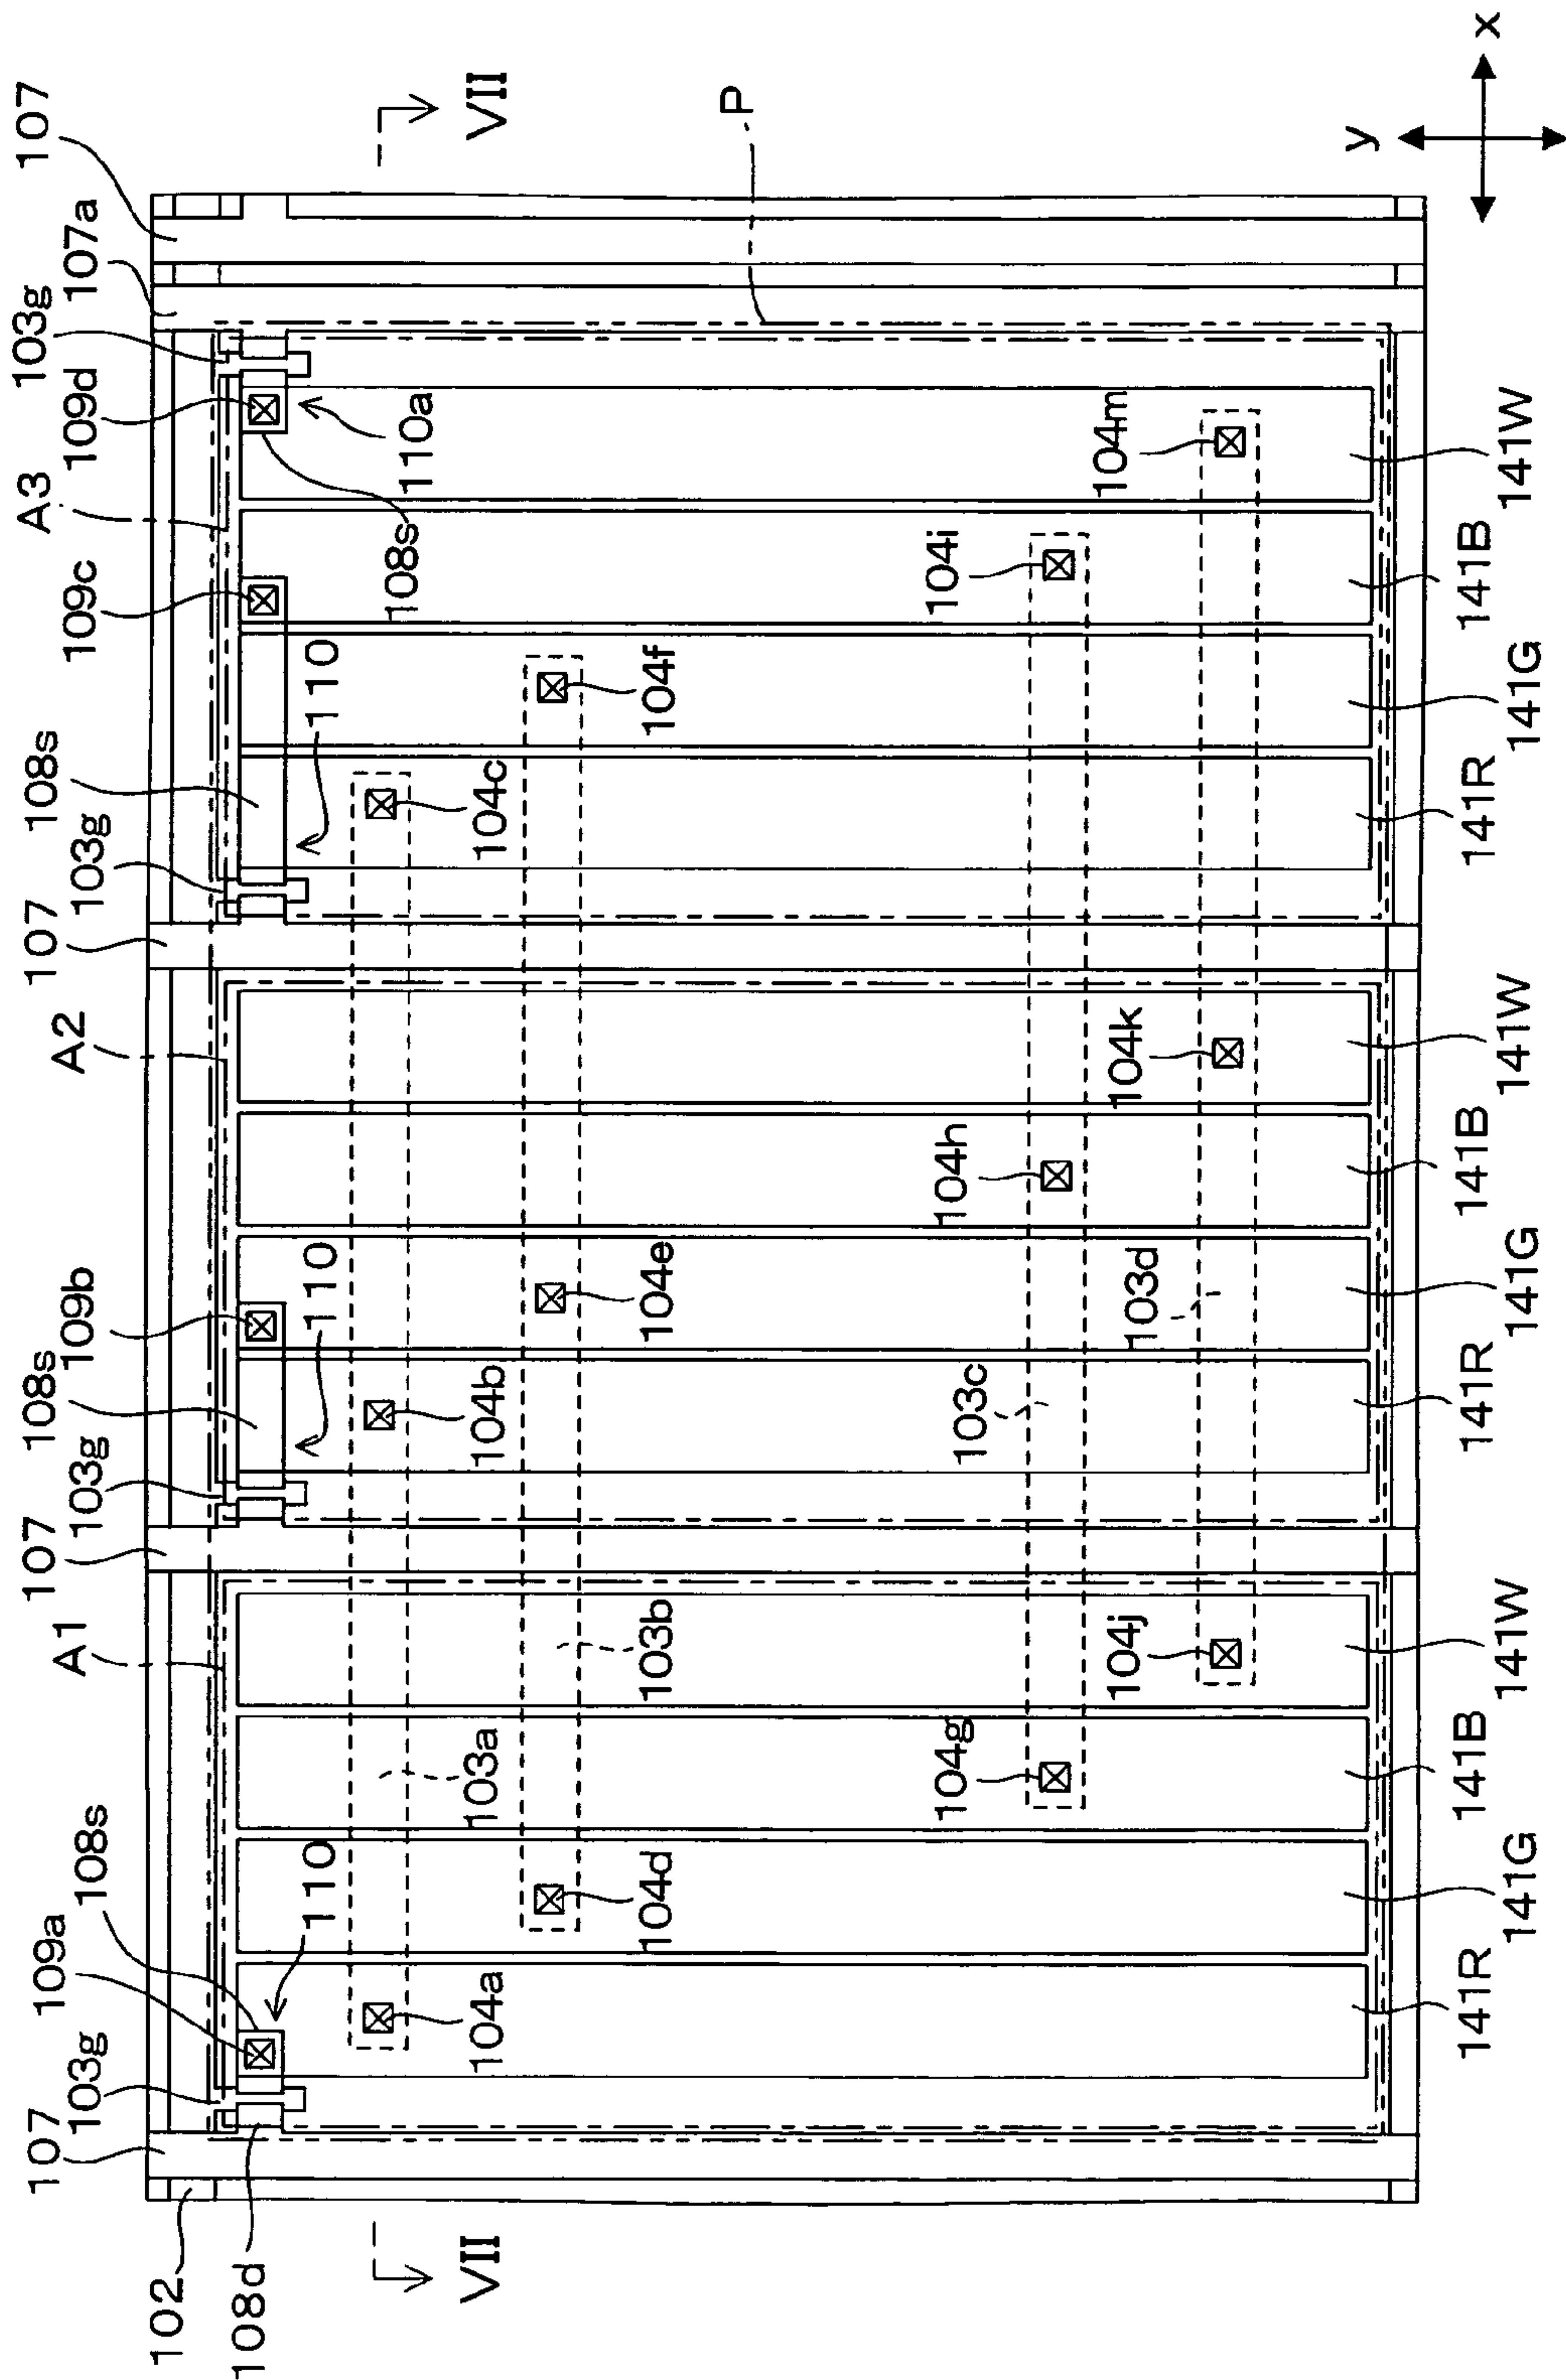 102
107
103g
109a
108s
A1
107
103g
108s
109b
A2
107
103g
108s
109c
A3
109d
103g
107a
107
108d
110
110
110
108s
110a
VII
VII
P
104a
103a
104b
104c
104d
103b
104e
104f
104g
103c
104h
104i
104j
103d
104k
104m
141R
141G
141B
141W
141R
141G
141B
141W
141R
141G
141B
141W
y
x